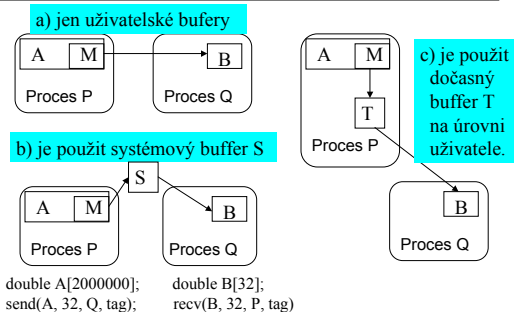 a) jen uživatelské bufery
A M
B
Proces P
Proces Q
b) je použit systémový buffer S
S
A M
B
Proces P
Proces Q
double A[2000000];
double B[32];
send(A, 32, Q, tag);
recv(B, 32, P, tag)
A M
T
Proces P
c) je použit
dočasný
buffer T
na úrovni
uživatele.
B
Proces Q